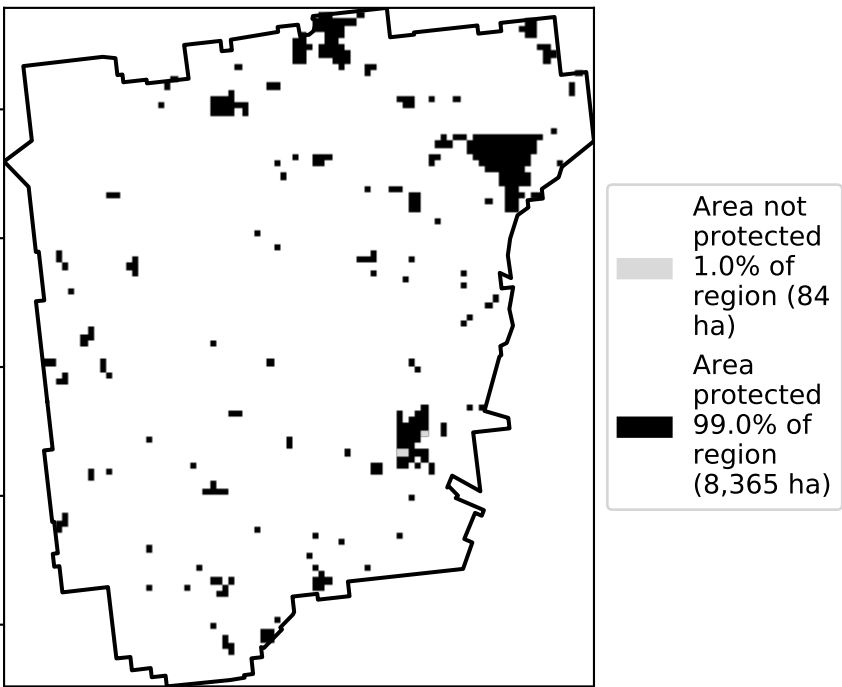 Area not
protected
1.0% of
region (84
ha)
Area
protected
99.0% of
region
(8,365 ha)